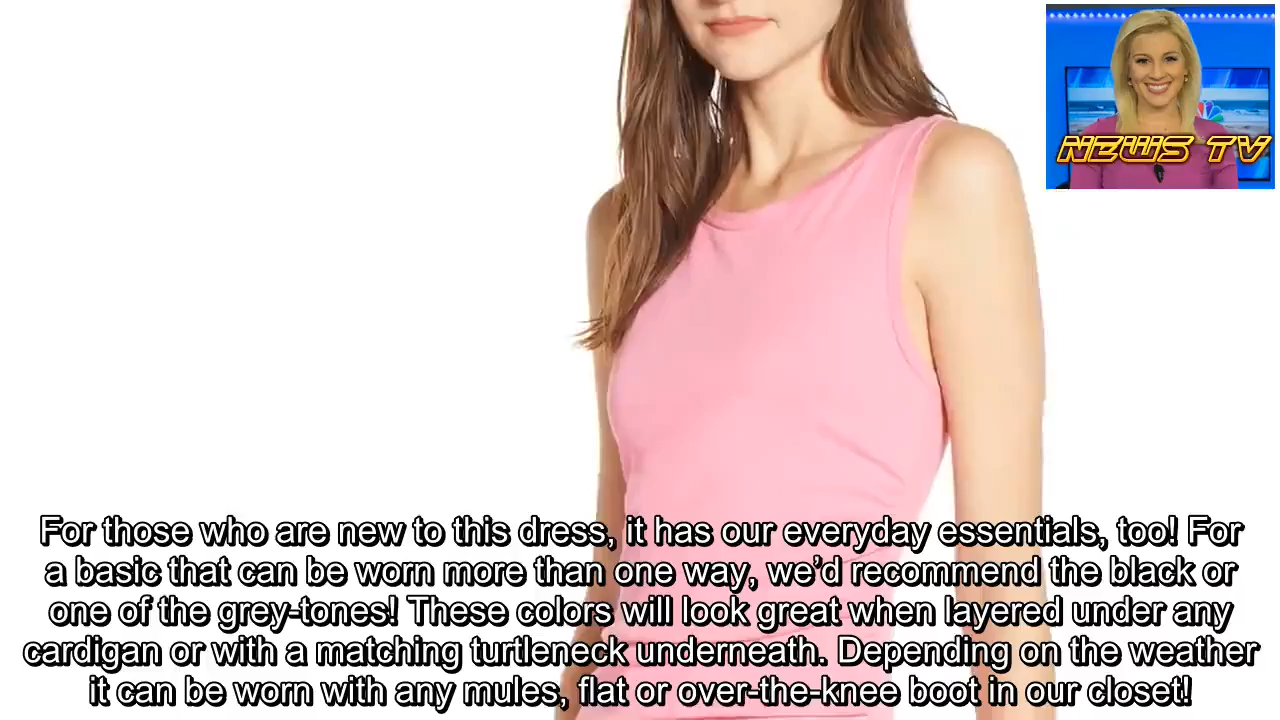 NEWS TV
For those who are new to this dress, it has our everyday essentials, too! For
a basic that can be worn more than one way, we’d recommend the black or
one of the grey-tones! These colors will look great when layered under any
cardigan or with a matching turtleneck underneath. Depending on the weather
it can be worn with any mules, flat or over-the-knee boot in our closet!